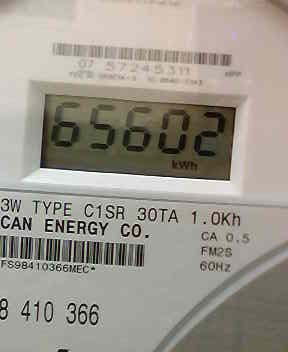 07 57245311
65602
kWh
3W TYPE C1SR 30TA 1.0Kh
CAN ENERGY CO.
CA 0.5
FM2S
60Hz
FS98410366MEC*
8 410 366